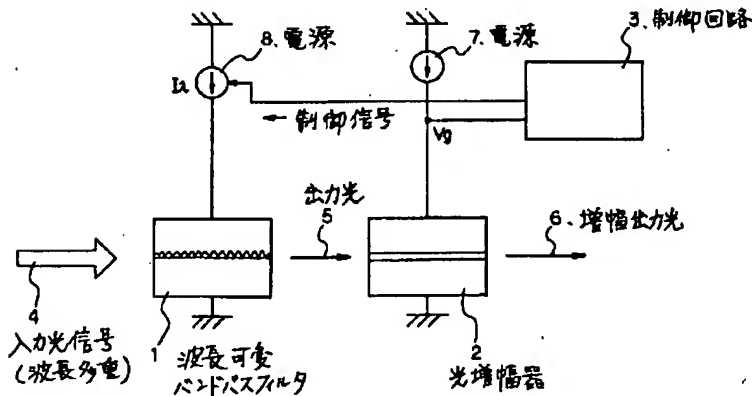 8、電源
7、電源
3、制御回路
I2
← 制御信号
Vg
出力光
5
6、増幅出力光
4
入力光信号
(波長多重)
1
波長可変
バンドパスフィルタ
2
光増幅器